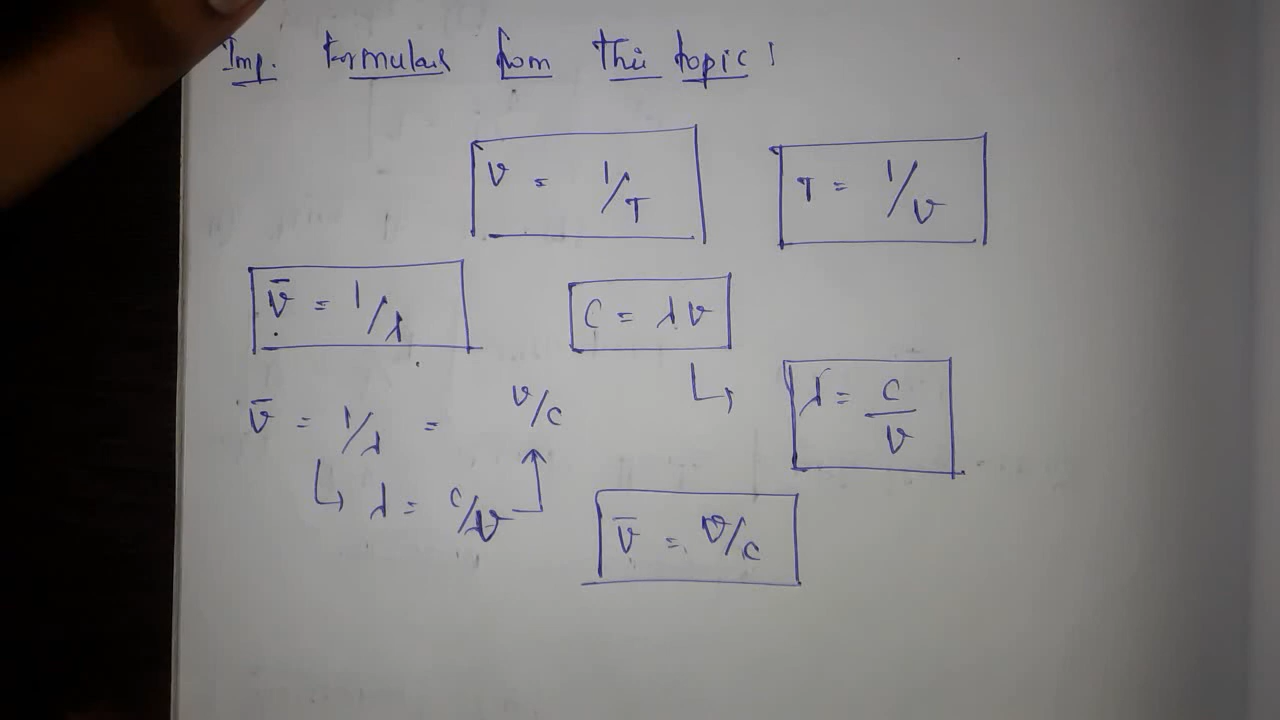 Imp. Formulas from this topic!
ν = 1/T
T = 1/ν
ν̄ = 1/λ
C = λν
λ = C/ν
ν̄ = 1/λ = ν/c
↳ λ = c/ν
ν̄ = ν/c